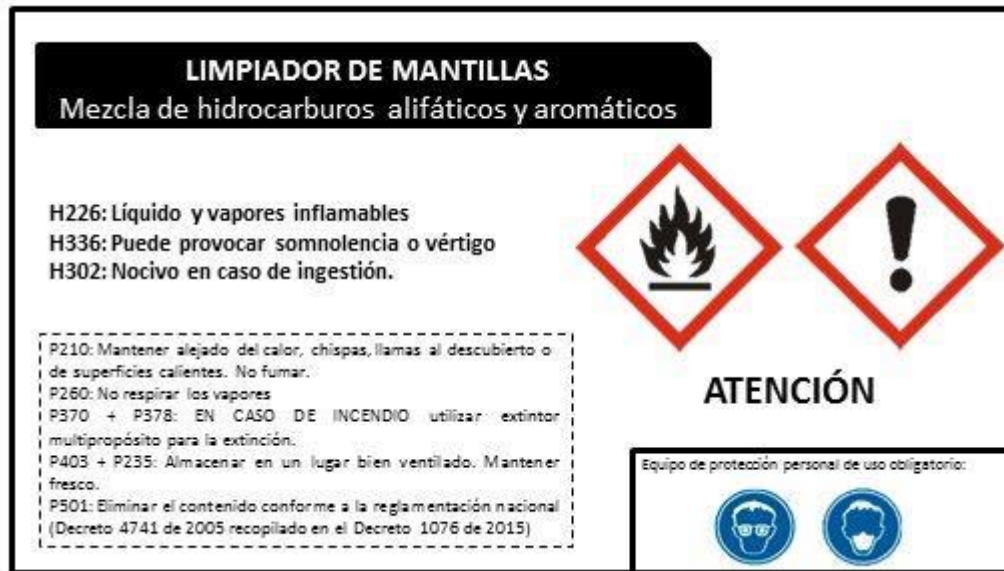 LIMPIADOR DE MANTILLAS
Mezcla de hidrocarburos alifáticos y aromáticos
H226: Líquido y vapores inflamables
H336: Puede provocar somnolencia o vértigo
H302: Nocivo en caso de ingestión.
P210: Mantener alejado del calor, chispas, llamas al descubierto o
de superficies calientes. No fumar.
P260: No respirar los vapores
P370 + P378: EN CASO DE INCENDIO utilizar extintor
multipropósito para la extinción.
P403 + P235: Almacenar en un lugar bien ventilado. Mantener
fresco.
P501: Eliminar el contenido conforme a la reglamentación nacional
(Decreto 4741 de 2005 recopilado en el Decreto 1076 de 2015)
ATENCIÓN
Equipo de protección personal de uso obligatorio: